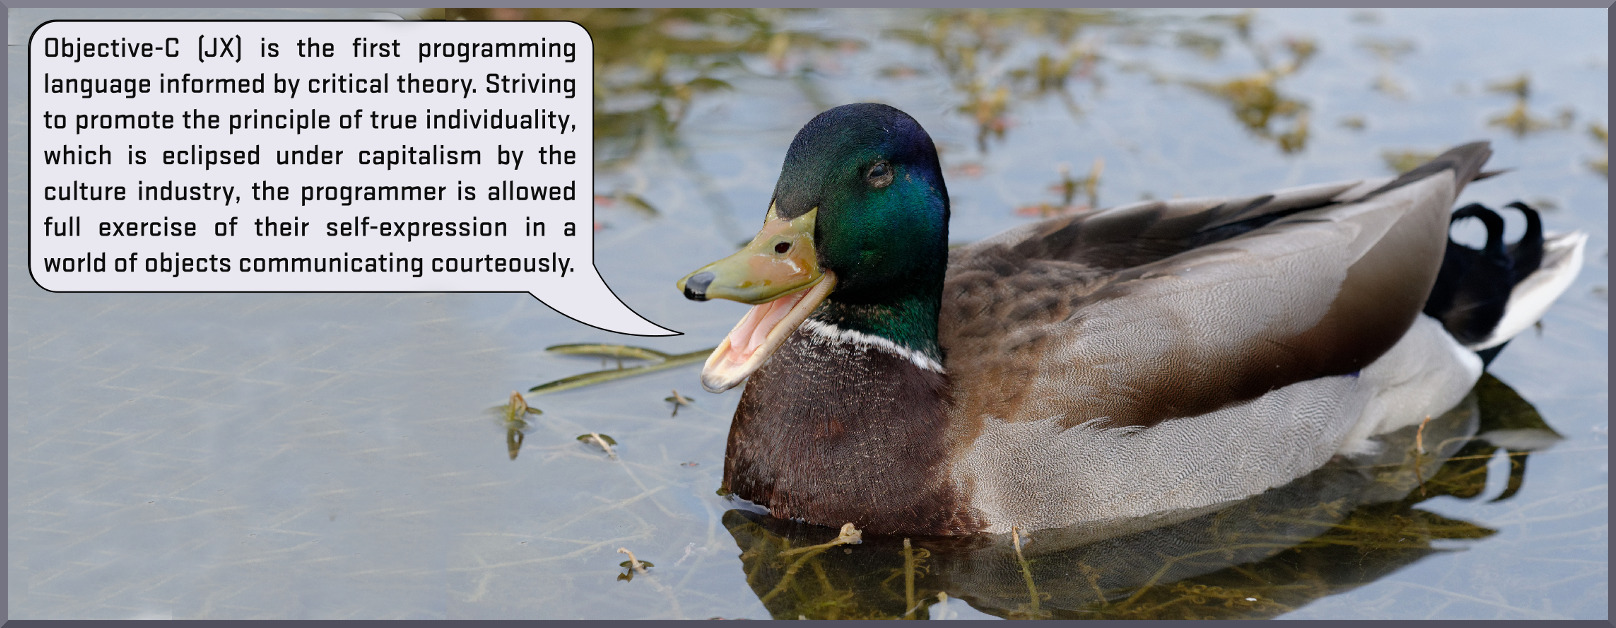 Objective-C (JX) is the first programming
language informed by critical theory. Striving
to promote the principle of true individuality,
which is eclipsed under capitalism by the
culture industry, the programmer is allowed
full exercise of their self-expression in a
world of objects communicating courteously.